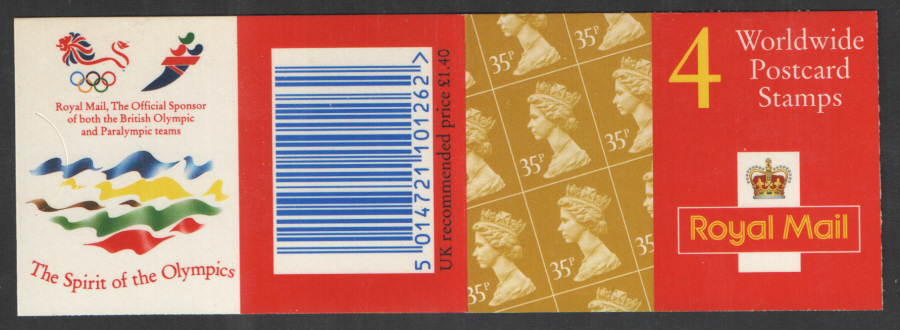 Royal Mail, The Official Sponsor
of both the British Olympic
and Paralympic teams
The Spirit of the Olympics
5 014721 101262 >
UK recommended price £1.40
35P
35P
35P
35P
35P
35P
35P
35P
4 Worldwide
Postcard
Stamps
Royal Mail